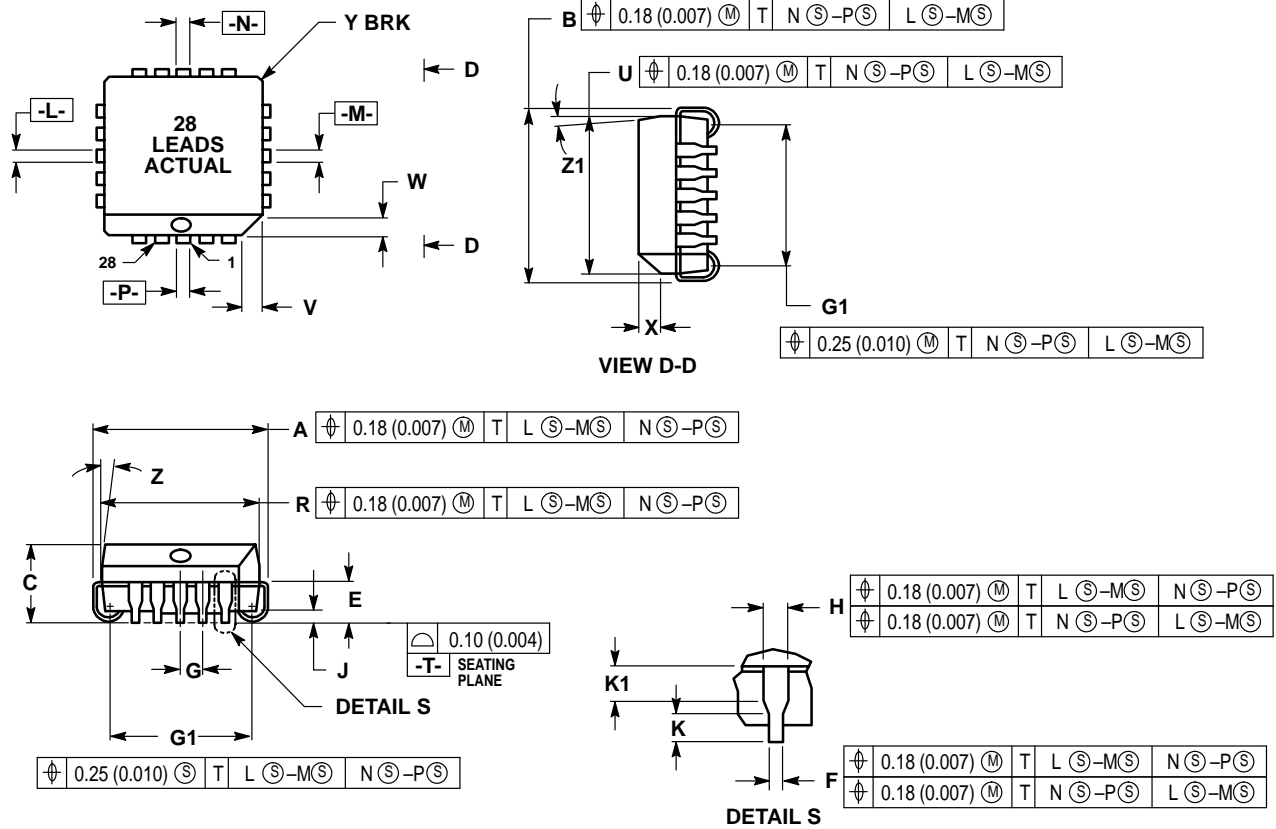 B ⌖ 0.18 (0.007) Ⓜ T N Ⓢ –P Ⓢ L Ⓢ –M Ⓢ
-N- Y BRK
D
U ⌖ 0.18 (0.007) Ⓜ T N Ⓢ –P Ⓢ L Ⓢ –M Ⓢ
-L-
28
LEADS
ACTUAL
-M-
W
D
28 1
-P-
V
Z1
G1
X
VIEW D-D
⌖ 0.25 (0.010) Ⓜ T N Ⓢ –P Ⓢ L Ⓢ –M Ⓢ
A ⌖ 0.18 (0.007) Ⓜ T L Ⓢ –M Ⓢ N Ⓢ –P Ⓢ
Z
R ⌖ 0.18 (0.007) Ⓜ T L Ⓢ –M Ⓢ N Ⓢ –P Ⓢ
C
E
⌓ 0.10 (0.004)
-T- SEATING
PLANE
G
J
DETAIL S
G1
⌖ 0.25 (0.010) Ⓢ T L Ⓢ –M Ⓢ N Ⓢ –P Ⓢ
H ⌖ 0.18 (0.007) Ⓜ T L Ⓢ –M Ⓢ N Ⓢ –P Ⓢ
⌖ 0.18 (0.007) Ⓜ T N Ⓢ –P Ⓢ L Ⓢ –M Ⓢ
K1
K
F ⌖ 0.18 (0.007) Ⓜ T L Ⓢ –M Ⓢ N Ⓢ –P Ⓢ
⌖ 0.18 (0.007) Ⓜ T N Ⓢ –P Ⓢ L Ⓢ –M Ⓢ
DETAIL S